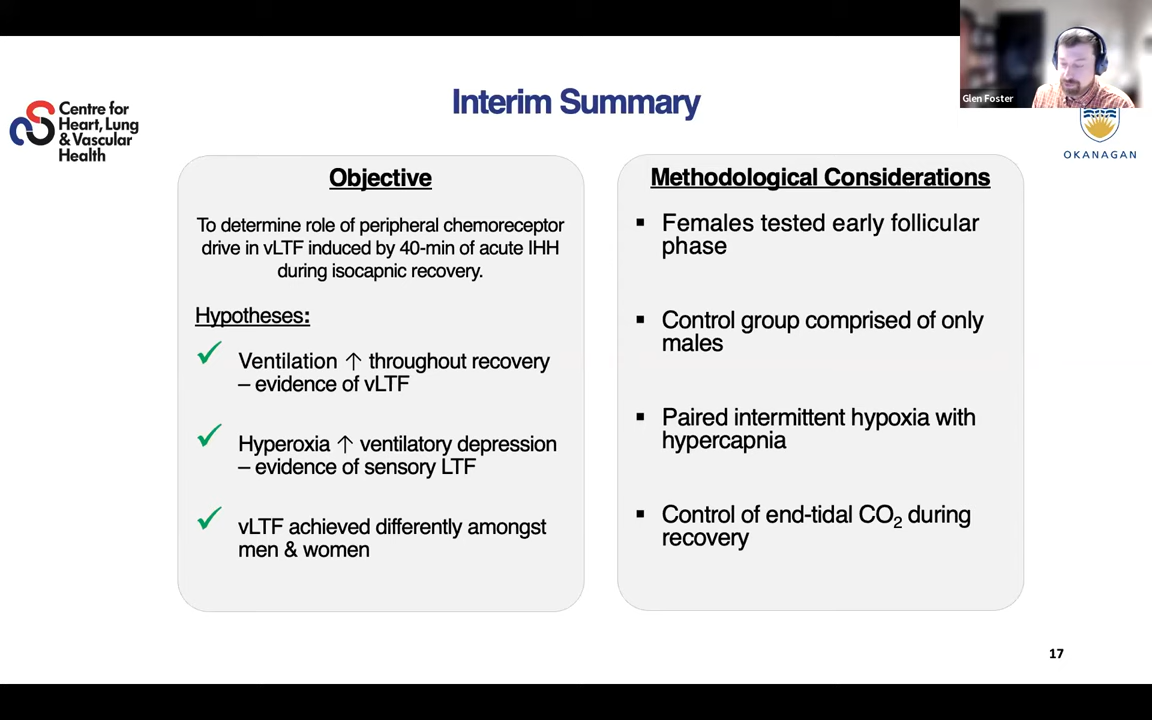 Glen Foster
Centre for
Heart, Lung
& Vascular
Health
OKANAGAN
Interim Summary
Objective
To determine role of peripheral chemoreceptor
drive in vLTF induced by 40-min of acute IHH
during isocapnic recovery.
Hypotheses:
Ventilation ↑ throughout recovery
– evidence of vLTF
Hyperoxia ↑ ventilatory depression
– evidence of sensory LTF
vLTF achieved differently amongst
men & women
Methodological Considerations
▪ Females tested early follicular
phase
▪ Control group comprised of only
males
▪ Paired intermittent hypoxia with
hypercapnia
▪ Control of end-tidal CO₂ during
recovery
17